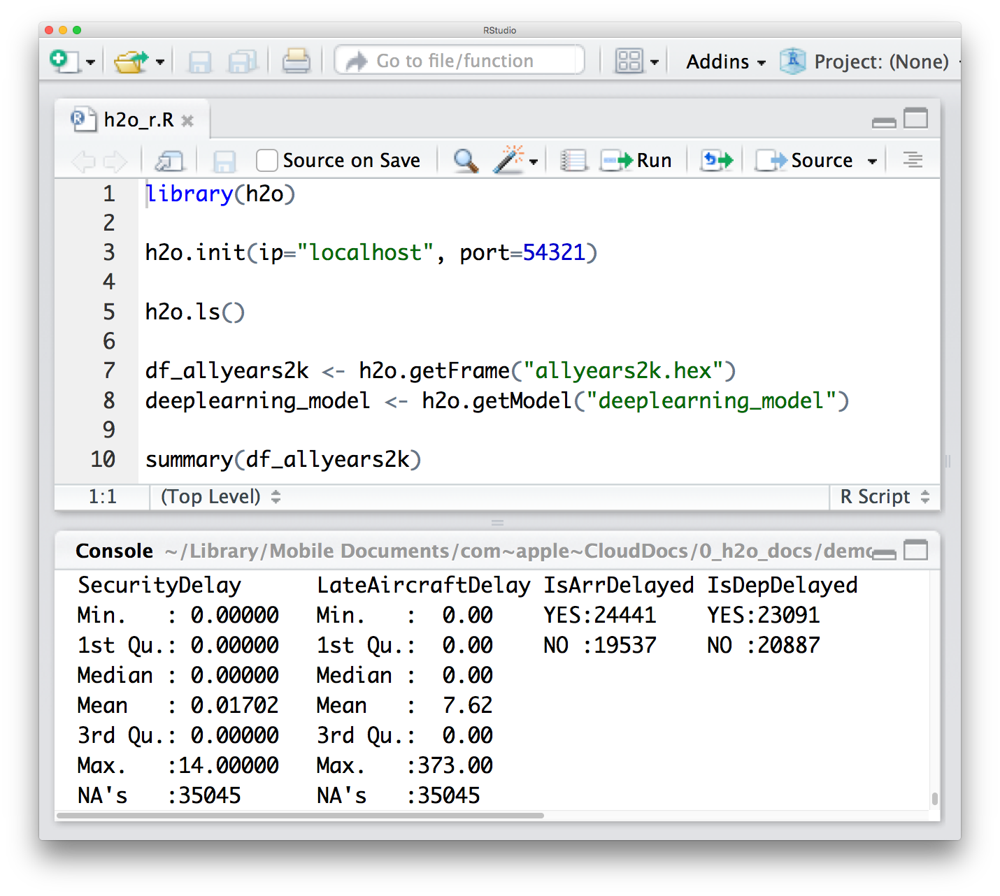 RStudio
Go to file/function
Addins
Project: (None)
h2o_r.R
Source on Save
Run
Source
1 library(h2o)
2
3 h2o.init(ip="localhost", port=54321)
4
5 h2o.ls()
6
7 df_allyears2k <- h2o.getFrame("allyears2k.hex")
8 deeplearning_model <- h2o.getModel("deeplearning_model")
9
10 summary(df_allyears2k)
1:1 (Top Level) R Script
Console ~/Library/Mobile Documents/com~apple~CloudDocs/0_h2o_docs/demo
SecurityDelay LateAircraftDelay IsArrDelayed IsDepDelayed
Min. : 0.00000 Min. : 0.00 YES:24441 YES:23091
1st Qu.: 0.00000 1st Qu.: 0.00 NO :19537 NO :20887
Median : 0.00000 Median : 0.00
Mean : 0.01702 Mean : 7.62
3rd Qu.: 0.00000 3rd Qu.: 0.00
Max. :14.00000 Max. :373.00
NA's :35045 NA's :35045